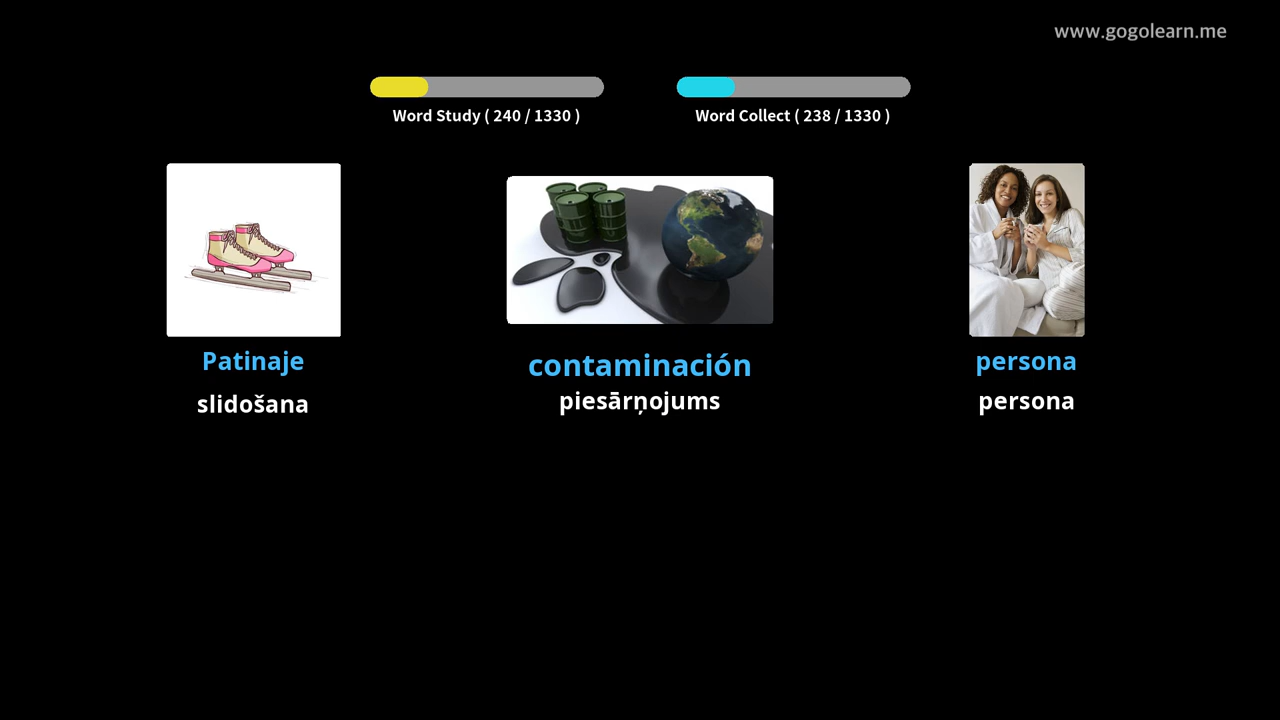 www.gogolearn.me
Word Study ( 240 / 1330 )
Word Collect ( 238 / 1330 )
Patinaje
slidošana
contaminación
piesārņojums
persona
persona